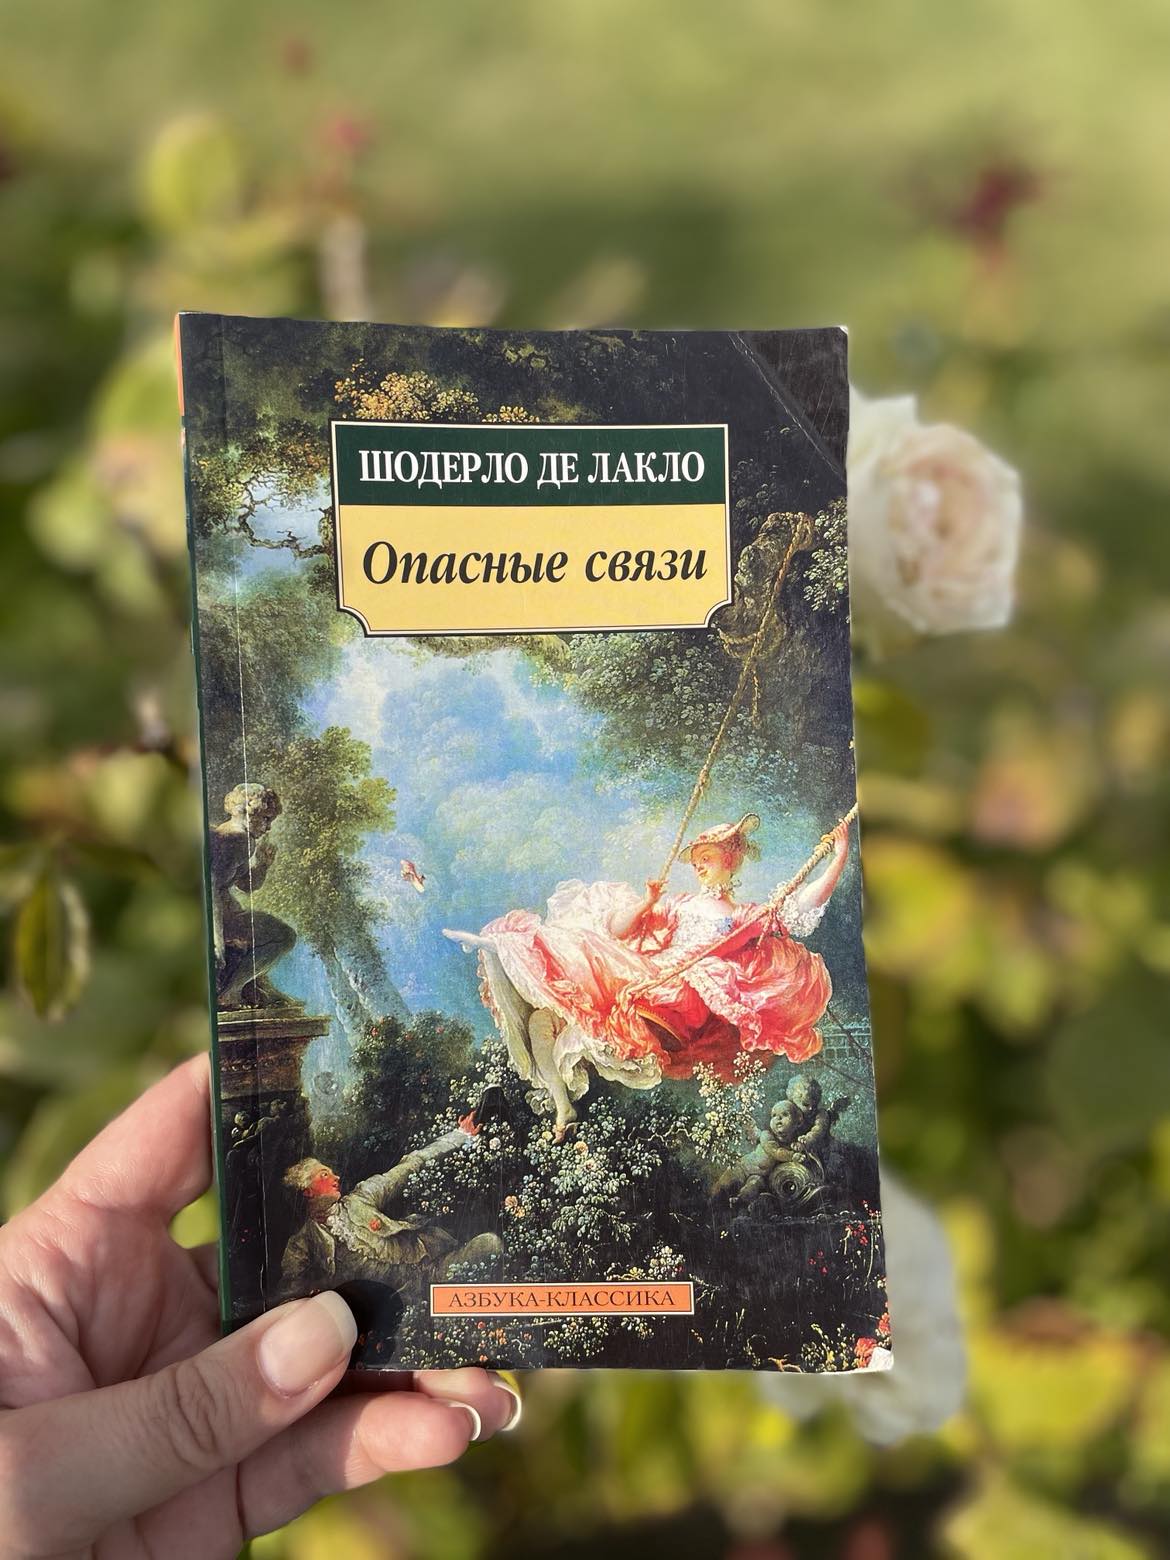 ШОДЕРЛО ДЕ ЛАКЛО
Опасные связи
АЗБУКА-КЛАССИКА